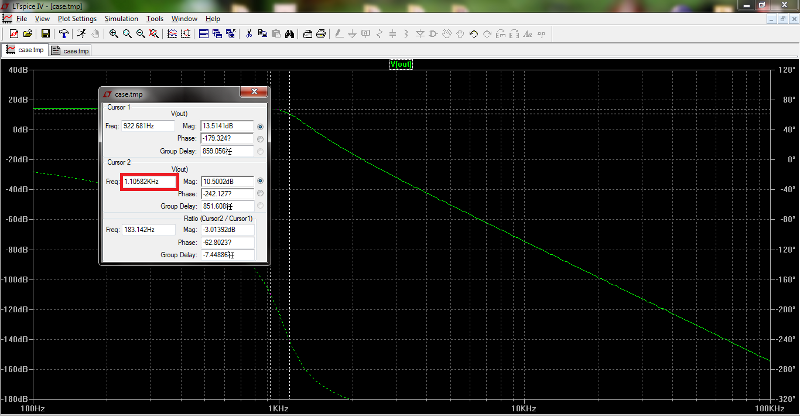 LTspice IV - [case.tmp]
File View Plot Settings Simulation Tools Window Help
case.tmp case.tmp
V(out)
40dB 120°
20dB 80°
0dB 40°
-20dB 0°
-40dB -40°
-60dB -80°
-80dB -120°
-100dB -160°
-120dB -200°
-140dB -240°
-160dB -280°
-180dB -320°
100Hz 1KHz 10KHz 100KHz
case.tmp
Cursor 1
V(out)
Freq: 922.681Hz Mag: 13.5141dB
Phase: -179.324?
Group Delay: 859.056
Cursor 2
V(out)
Freq: 1.10582KHz Mag: 10.5002dB
Phase: -242.127?
Group Delay: 851.608
Ratio (Cursor2 / Cursor1)
Freq: 183.142Hz Mag: -3.01392dB
Phase: -62.8023?
Group Delay: -7.44886